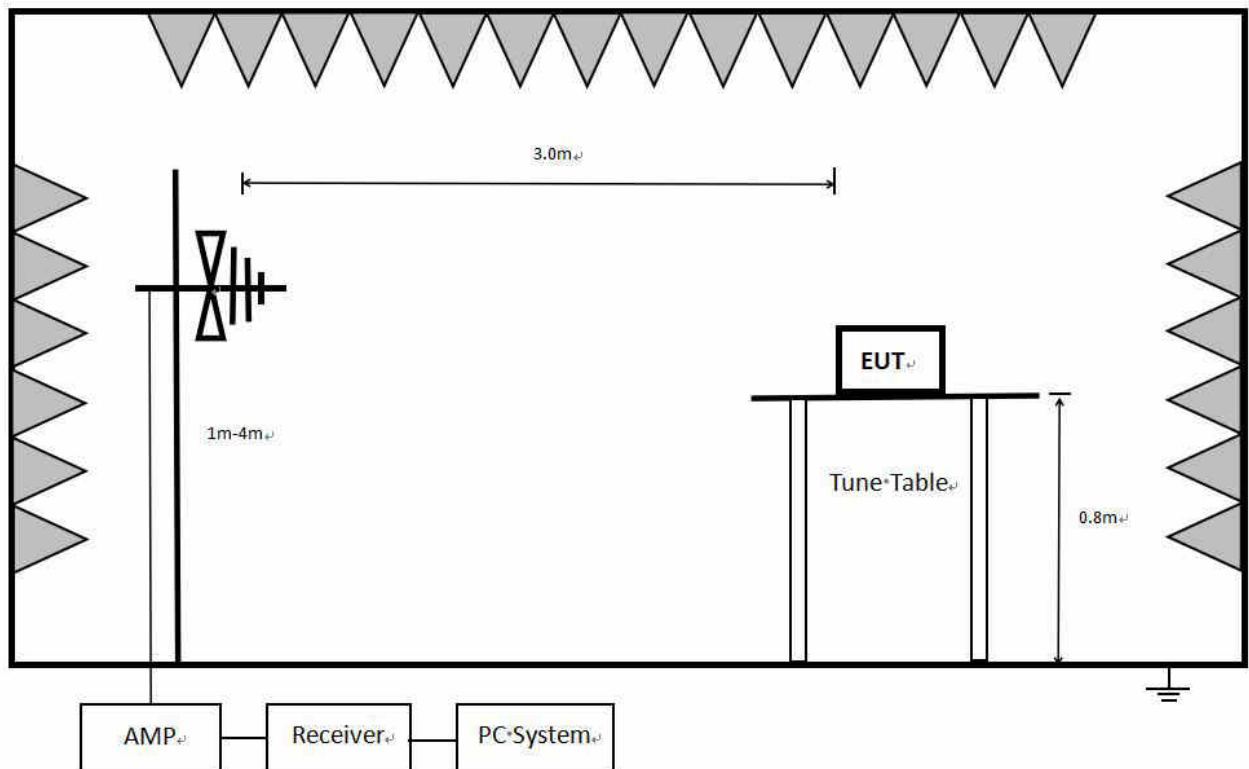 3.0m
EUT
1m-4m
Tune Table
0.8m
AMP
Receiver
PC System